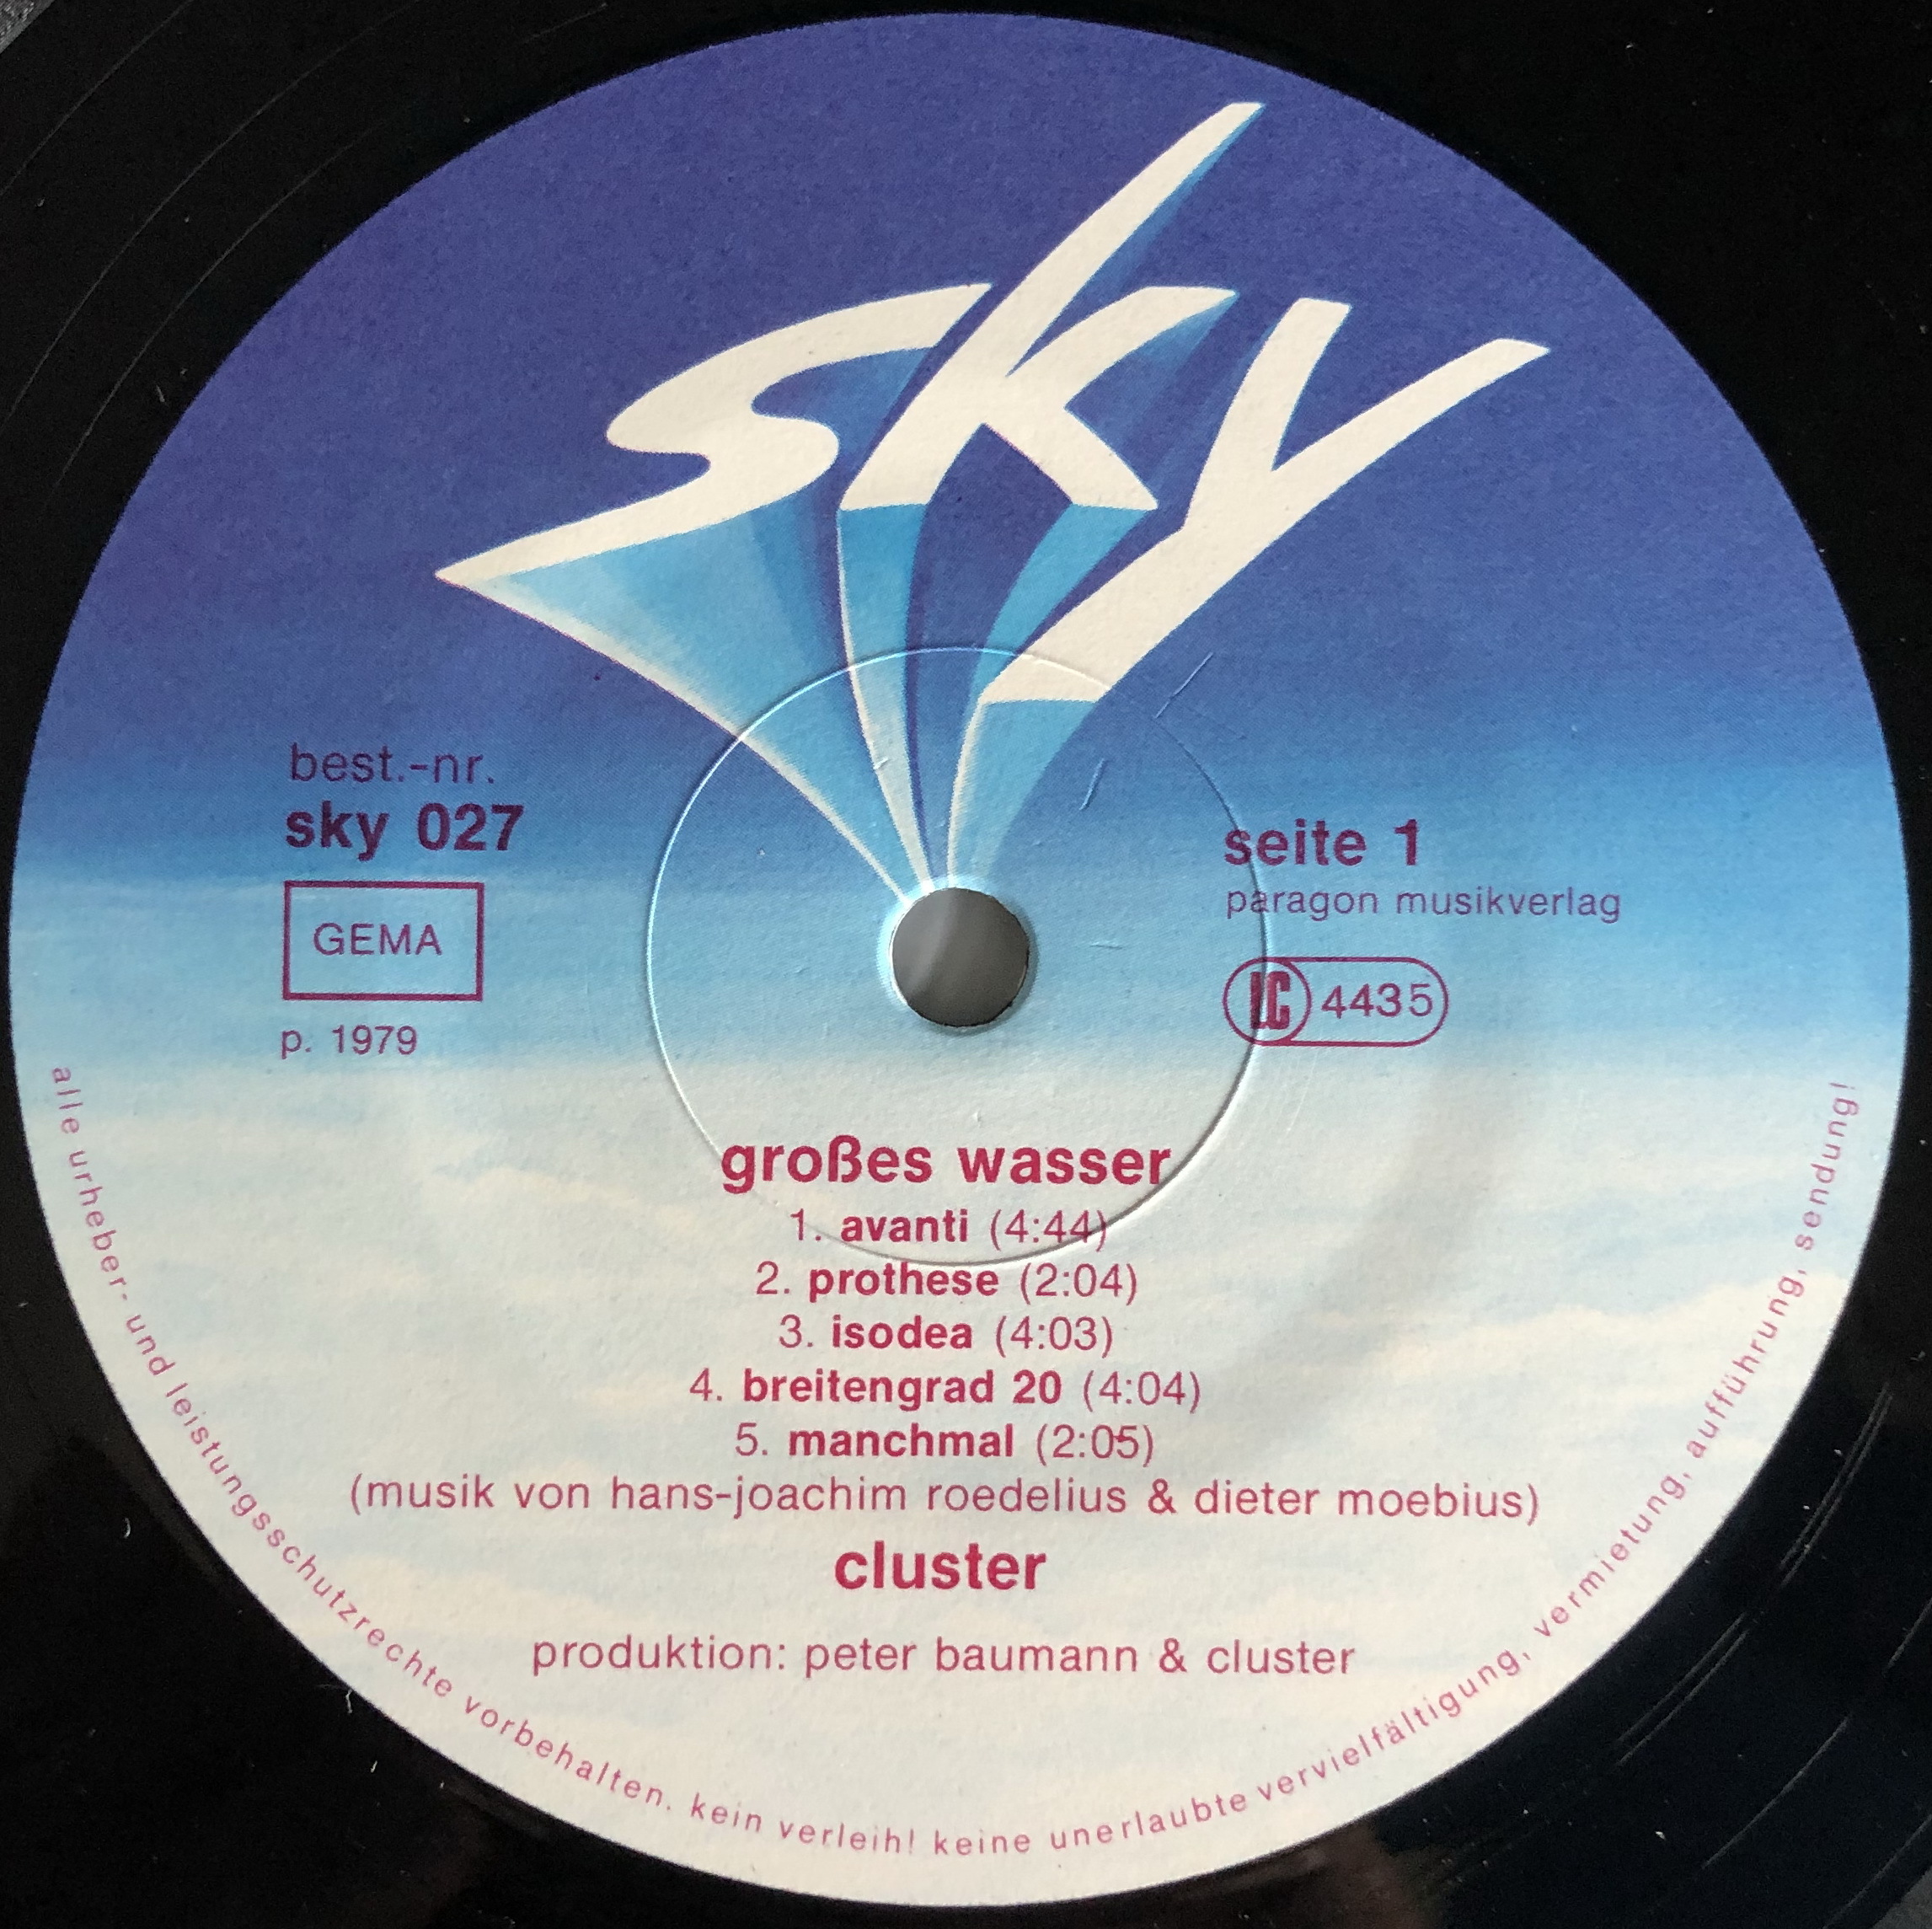 sky
best.-nr.
sky 027
GEMA
p. 1979
seite 1
paragon musikverlag
LC 4435
großes wasser
1. avanti (4:44)
2. prothese (2:04)
3. isodea (4:03)
4. breitengrad 20 (4:04)
5. manchmal (2:05)
(musik von hans-joachim roedelius & dieter moebius)
cluster
produktion: peter baumann & cluster
alle urheber- und leistungsschutzrechte vorbehalten. kein verleih! keine unerlaubte vervielfältigung, vermietung, aufführung, sendung!